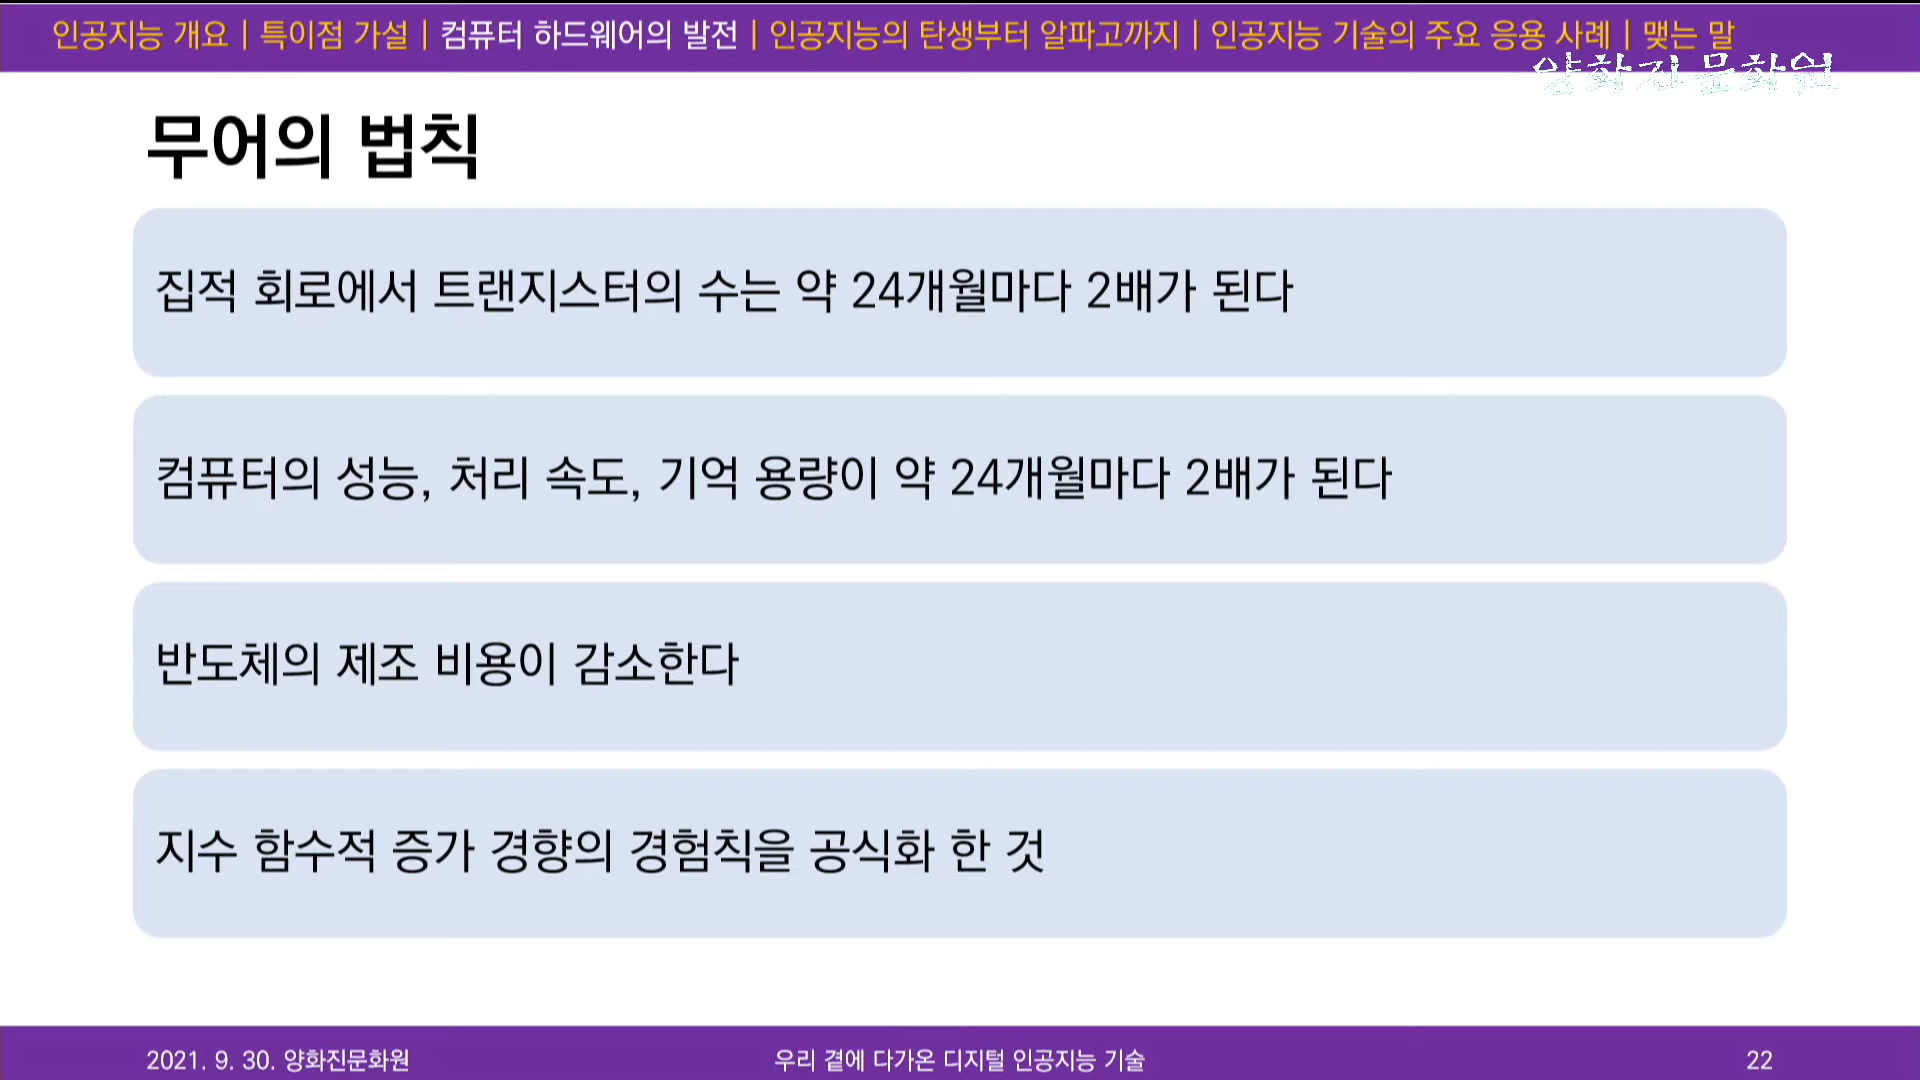 인공지능 개요 | 특이점 가설 | 컴퓨터 하드웨어의 발전 | 인공지능의 탄생부터 알파고까지 | 인공지능 기술의 주요 응용 사례 | 맺는 말
양화진문화원
무어의 법칙
집적 회로에서 트랜지스터의 수는 약 24개월마다 2배가 된다
컴퓨터의 성능, 처리 속도, 기억 용량이 약 24개월마다 2배가 된다
반도체의 제조 비용이 감소한다
지수 함수적 증가 경향의 경험칙을 공식화 한 것
2021. 9. 30. 양화진문화원
우리 곁에 다가온 디지털 인공지능 기술
22